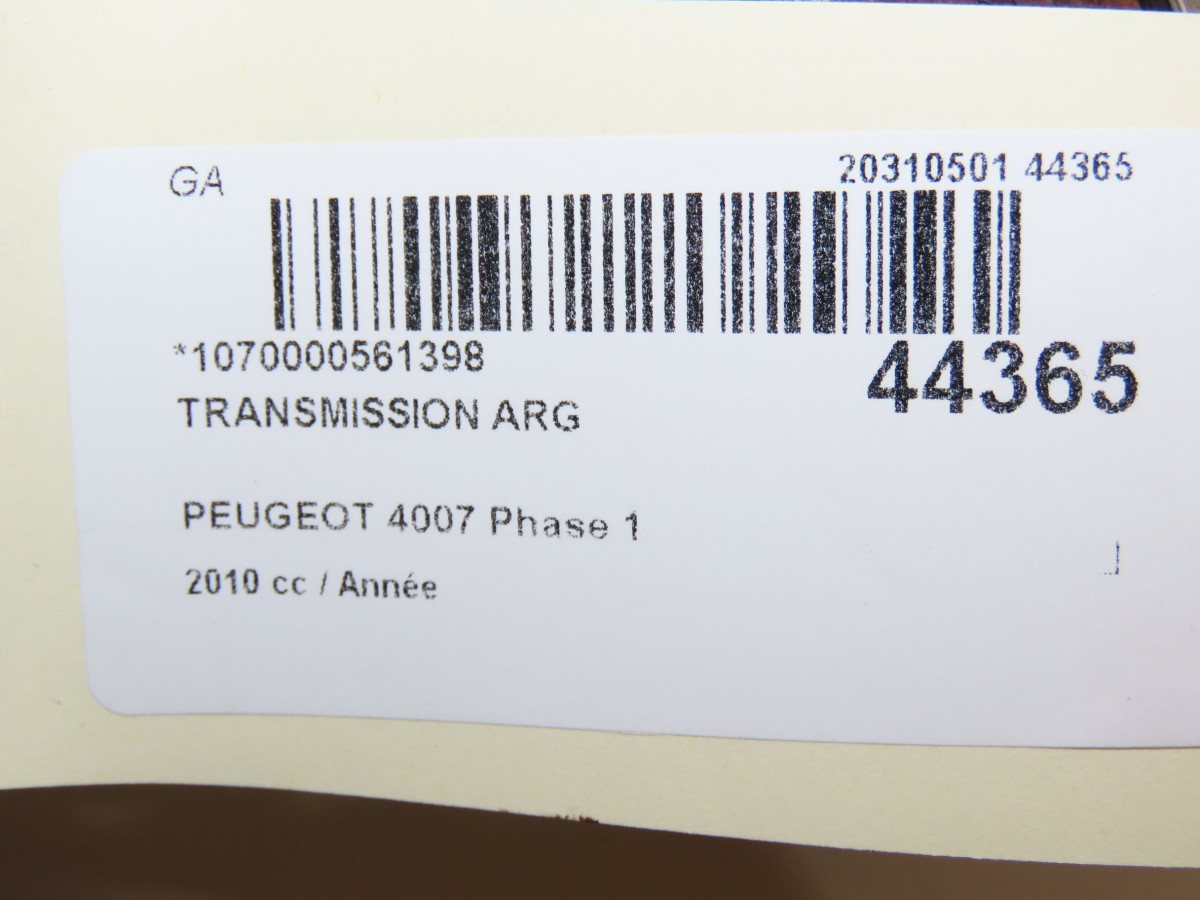 GA
20310501 44365
*1070000561398
44365
TRANSMISSION ARG
PEUGEOT 4007 Phase 1
2010 cc / Année